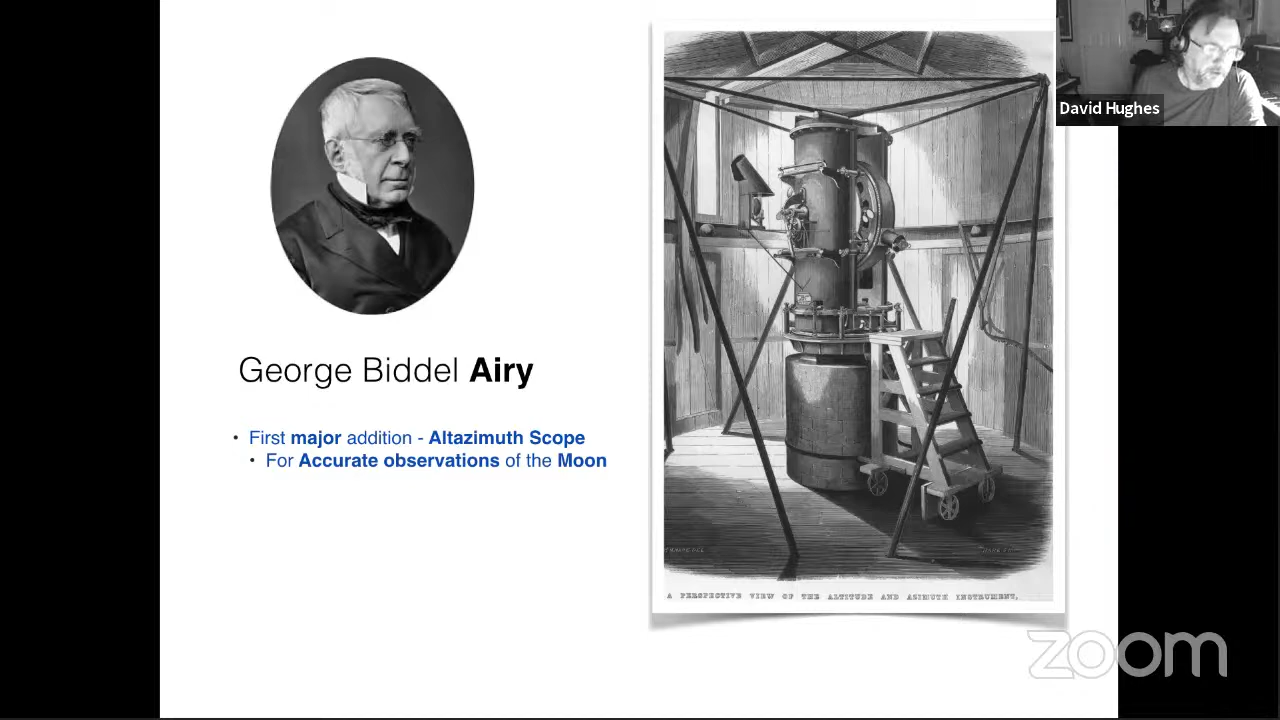 David Hughes
George Biddel Airy
• First major addition - Altazimuth Scope
• For Accurate observations of the Moon
A PERSPECTIVE VIEW OF THE ALTITUDE AND AZIMUTH INSTRUMENT.
zoom